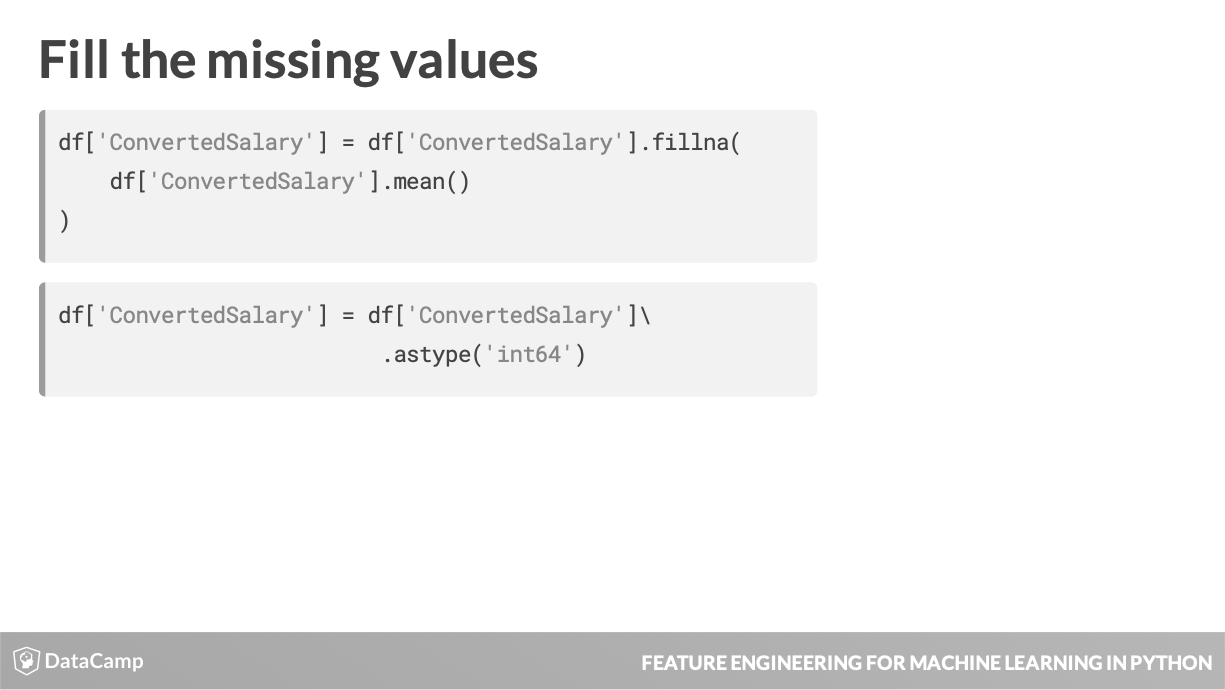 Fill the missing values
df['ConvertedSalary'] = df['ConvertedSalary'].fillna(
    df['ConvertedSalary'].mean()
)
df['ConvertedSalary'] = df['ConvertedSalary']\
                         .astype('int64')
DataCamp
FEATURE ENGINEERING FOR MACHINE LEARNING IN PYTHON